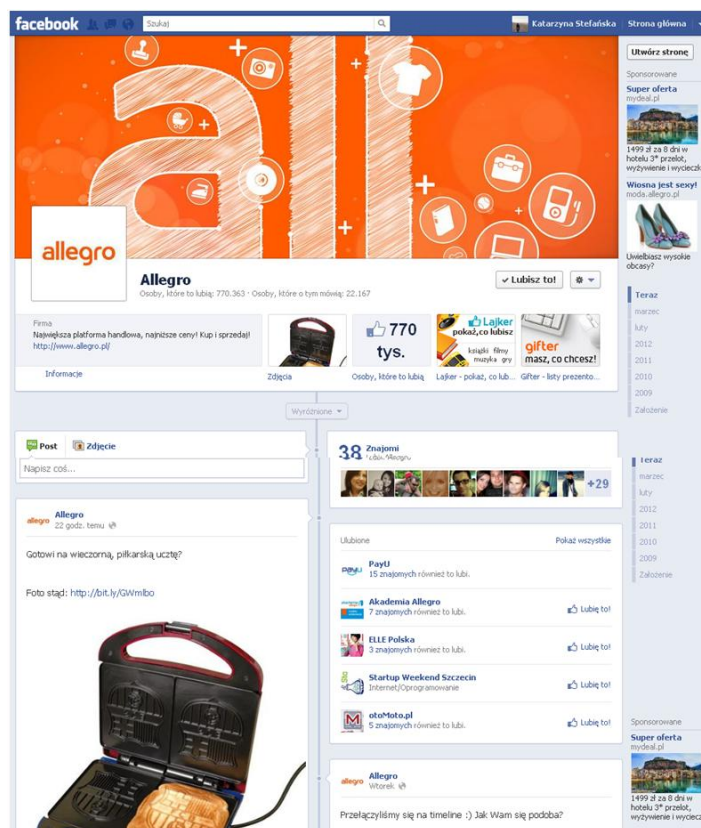 facebook
Szukaj
Katarzyna Stefańska
Strona główna
all
allegro
Allegro
Osoby, które to lubią: 770.363 · Osoby, które o tym mówią: 22.167
✓ Lubisz to!
Firma
Największa platforma handlowa, najniższe ceny! Kup i sprzedaj!
http://www.allegro.pl/
Informacje
Zdjęcia
770
tys.
Osoby, które to lubią
Lajker
pokaż,co lubisz
książki filmy
muzyka gry
Lajker - pokaż, co lub...
gifter
masz, co chcesz!
Gifter - listy prezento...
Utwórz stronę
Sponsorowane
Super oferta
mydeal.pl
1499 zł za 8 dni w
hotelu 3* przelot,
wyżywienie i wycieczk
Wiosna jest sexy!
moda.allegro.pl
Uwielbiasz wysokie
obcasy?
Teraz
marzec
luty
2012
2011
2010
2009
Założenie
Wyróżnione
Post
Zdjęcie
Napisz coś...
Allegro
22 godz. temu
Gotowi na wieczorną, piłkarską ucztę?
Foto stąd: http://bit.ly/GWmlbo
38 Znajomi
+29
Ulubione
Pokaż wszystkie
PayU
PayU
15 znajomych również to lubi.
Akademia Allegro
7 znajomych również to lubi.
Lubię to!
ELLE Polska
3 znajomych również to lubi.
Lubię to!
Startup Weekend Szczecin
Internet/Oprogramowanie
Lubię to!
otoMoto.pl
5 znajomych również to lubi.
Lubię to!
allegro
Allegro
Wtorek
Przełączyliśmy się na timeline :) Jak Wam się podoba?
Teraz
marzec
luty
2012
2011
2010
2009
Założenie
Sponsorowane
Super oferta
mydeal.pl
1499 zł za 8 dni w
hotelu 3* przelot,
wyżywienie i wyciecz